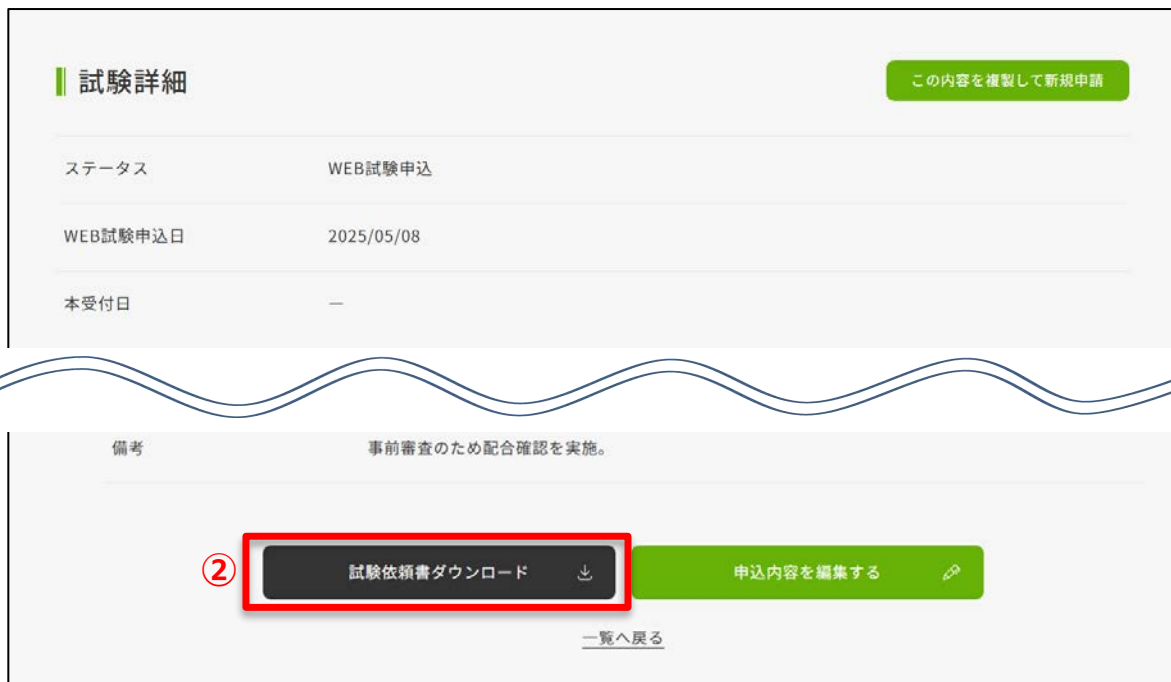 試験詳細
この内容を複製して新規申請
ステータス WEB試験申込
WEB試験申込日 2025/05/08
本受付日 —
備考 事前審査のため配合確認を実施。
② 試験依頼書ダウンロード 申込内容を編集する
一覧へ戻る